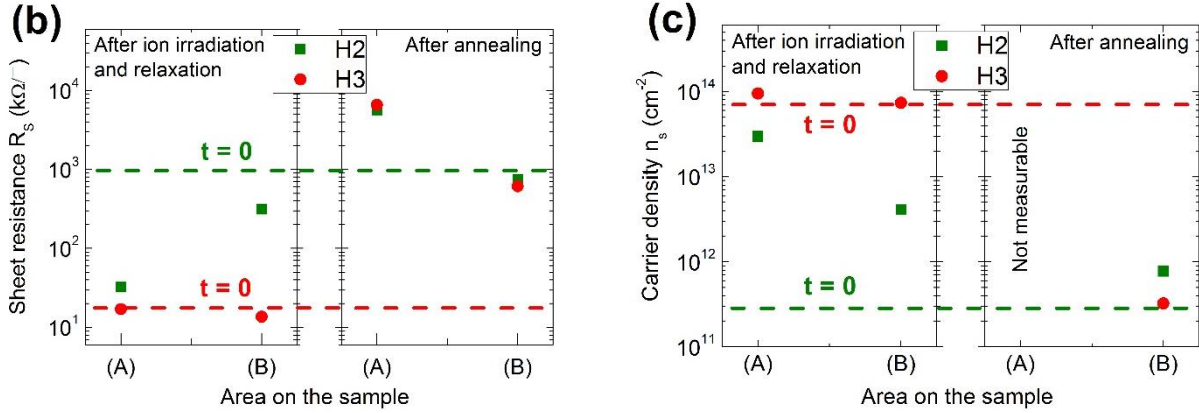 (b)
After ion irradiation
and relaxation
H2
H3
After annealing
Sheet resistance R_S (kΩ/□)
10^4
10^3
10^2
10^1
t = 0
t = 0
(A)
(B)
(A)
(B)
Area on the sample
(c)
After ion irradiation
and relaxation
H2
H3
After annealing
Carrier density n_s (cm^-2)
10^14
10^13
10^12
10^11
t = 0
t = 0
Not measurable
(A)
(B)
(A)
(B)
Area on the sample